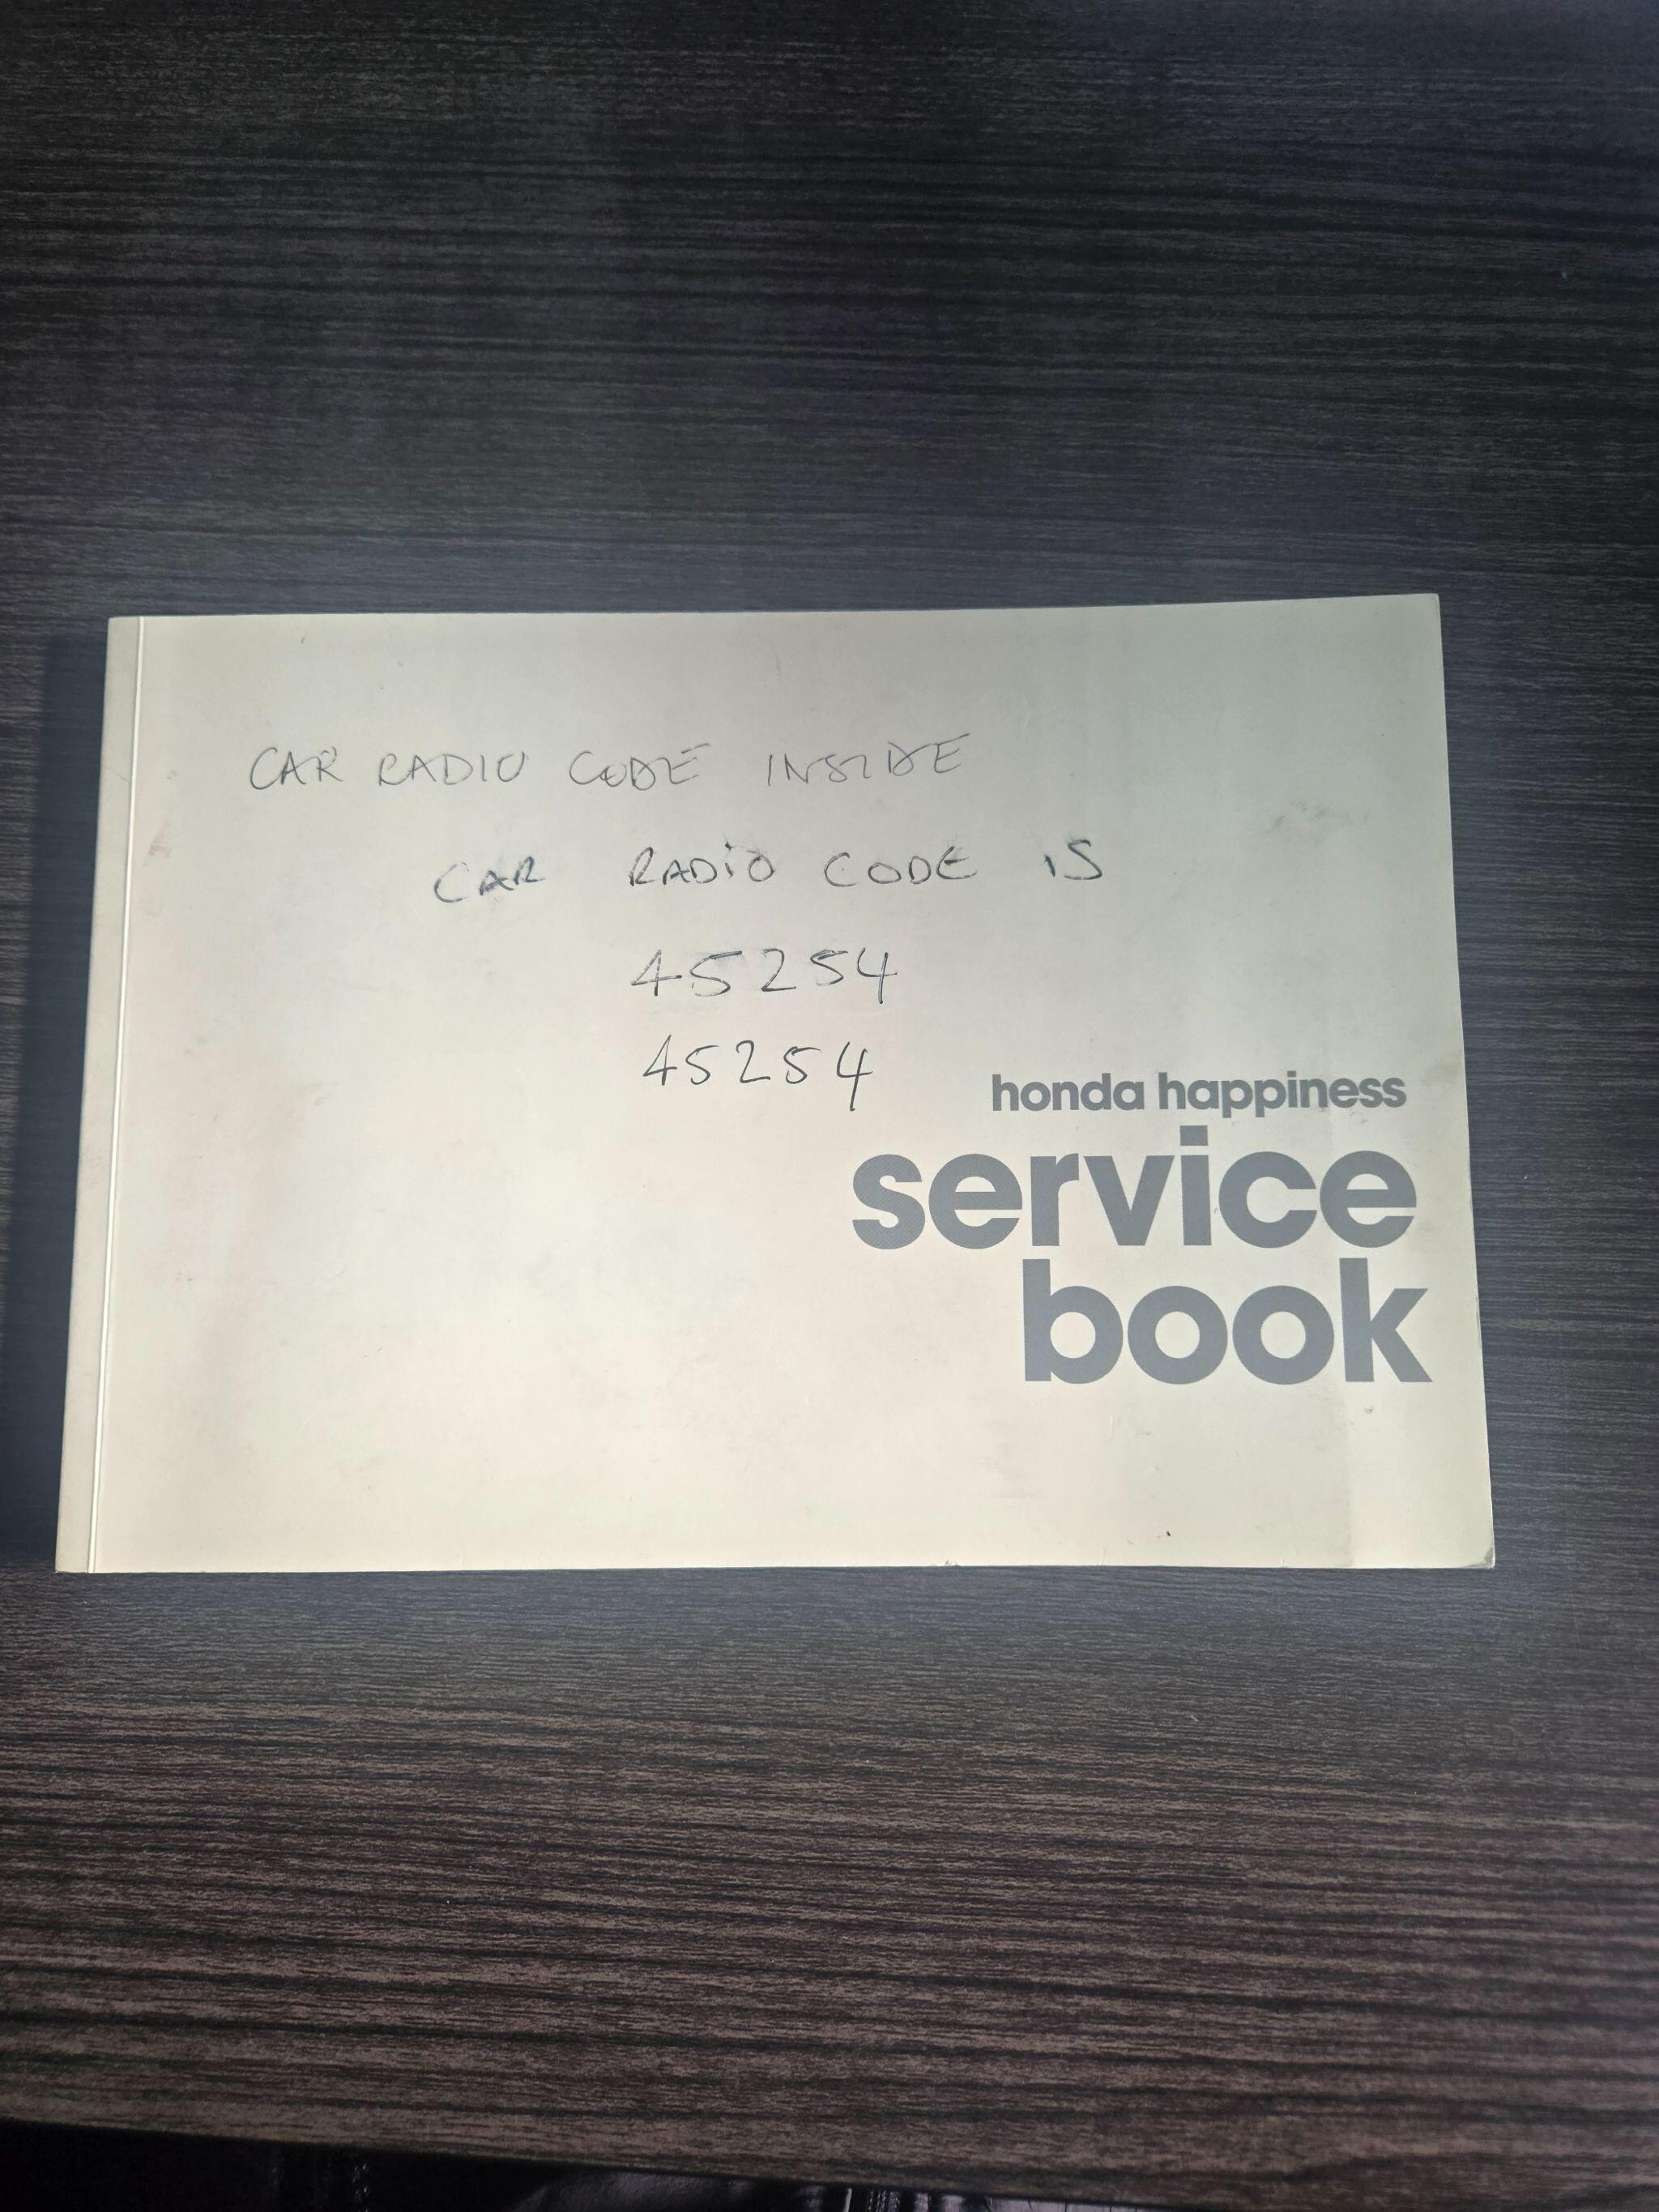 CAR RADIO CODE INSIDE
CAR RADiO CODE IS
45254
45254
honda happiness
service
book